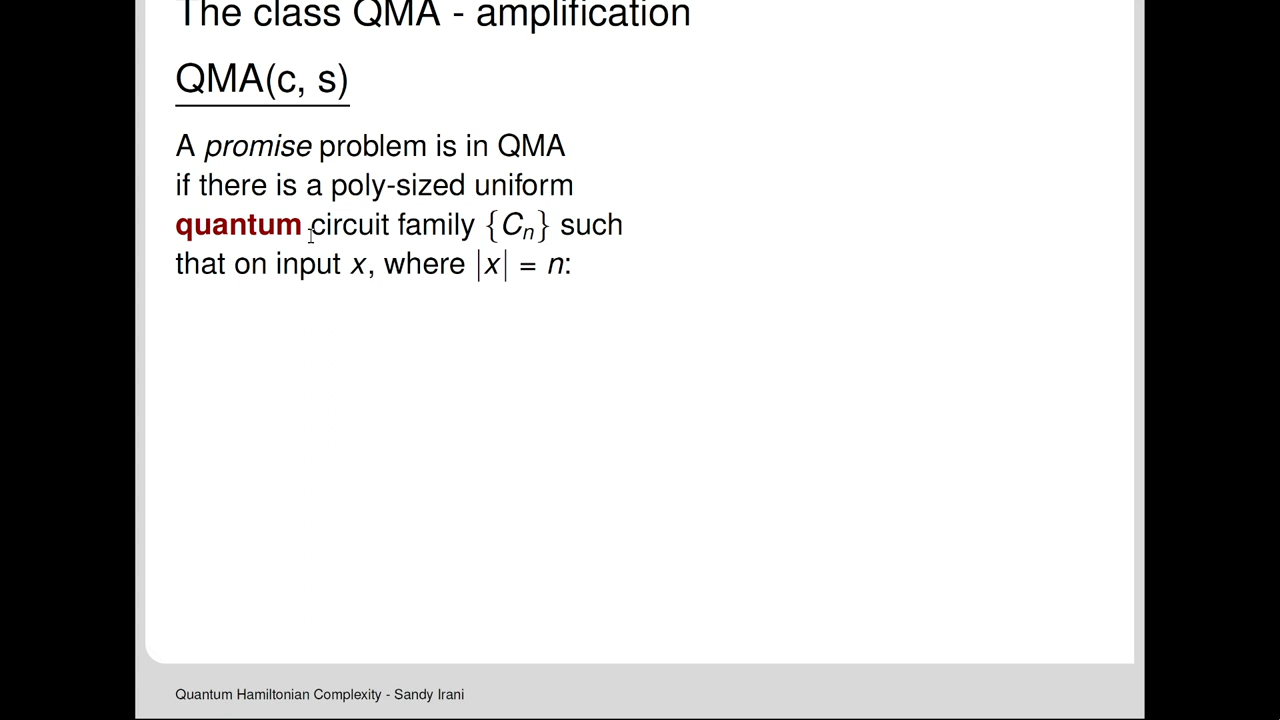 The class QMA - amplification
QMA(c, s)
A promise problem is in QMA
if there is a poly-sized uniform
quantum circuit family {Cₙ} such
that on input x, where |x| = n:
Quantum Hamiltonian Complexity - Sandy Irani